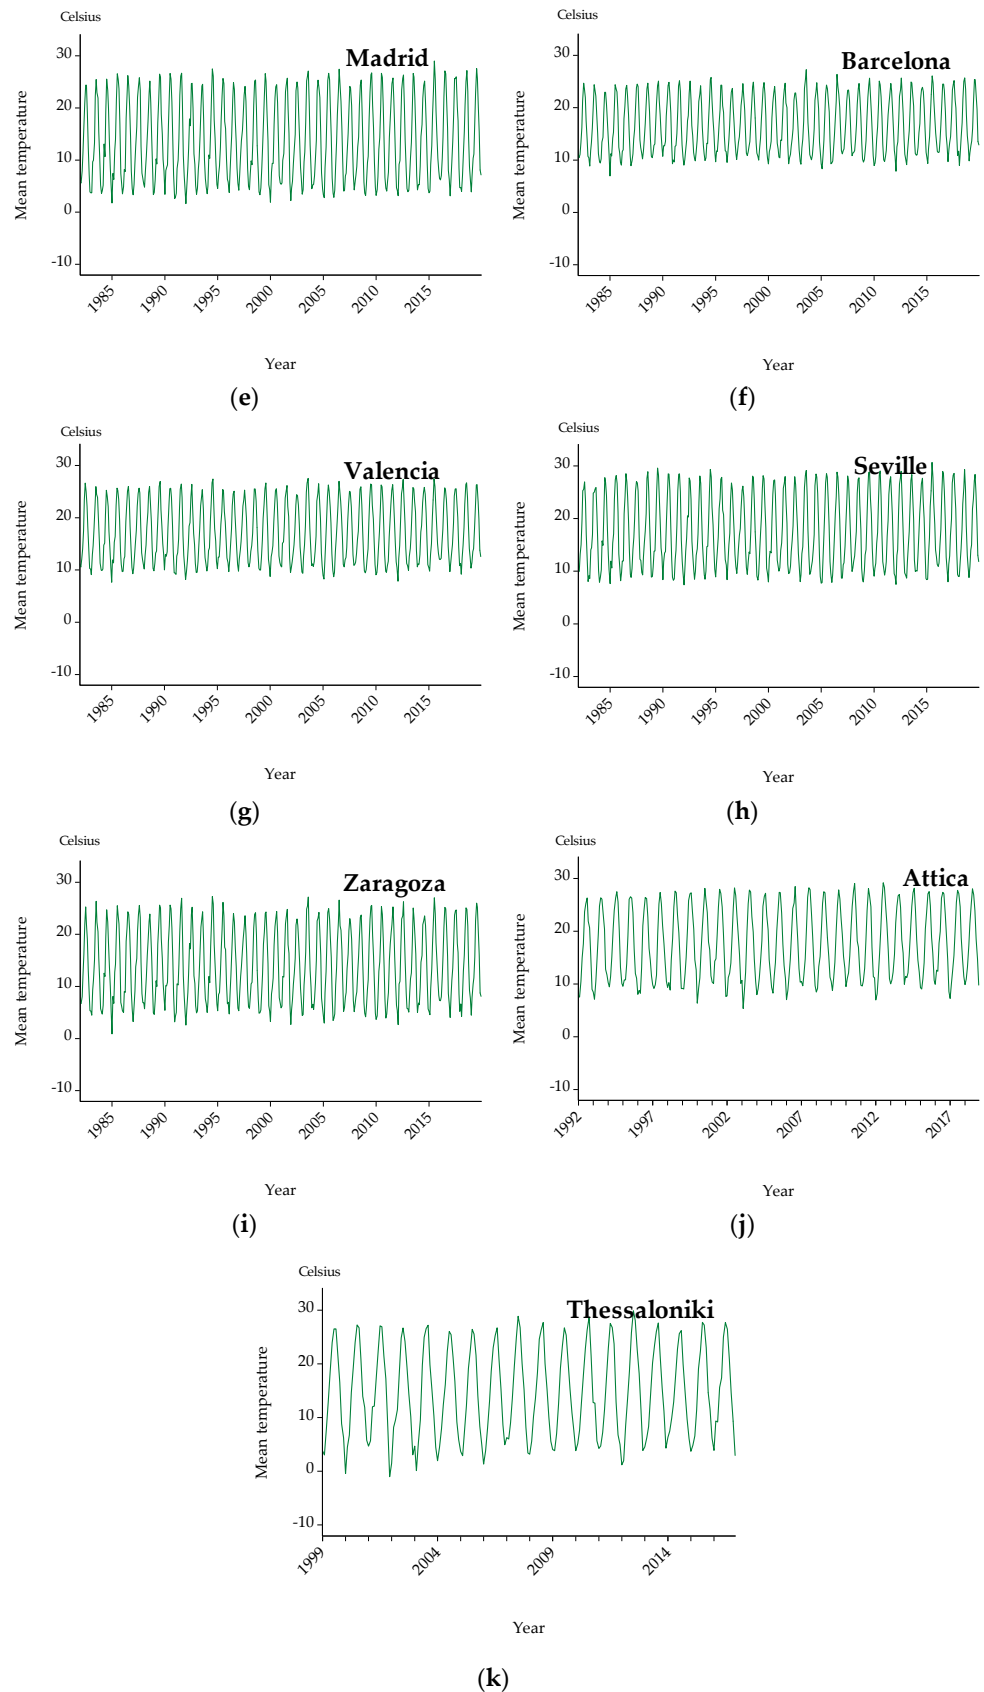 Celsius
Madrid
30
20
10
0
-10
Mean temperature
1985 1990 1995 2000 2005 2010 2015
Year
(e)
Celsius
Barcelona
30
20
10
0
-10
Mean temperature
1985 1990 1995 2000 2005 2010 2015
Year
(f)
Celsius
Valencia
30
20
10
0
-10
Mean temperature
1985 1990 1995 2000 2005 2010 2015
Year
(g)
Celsius
Seville
30
20
10
0
-10
Mean temperature
1985 1990 1995 2000 2005 2010 2015
Year
(h)
Celsius
Zaragoza
30
20
10
0
-10
Mean temperature
1985 1990 1995 2000 2005 2010 2015
Year
(i)
Celsius
Attica
30
20
10
0
-10
Mean temperature
1992 1997 2002 2007 2012 2017
Year
(j)
Celsius
Thessaloniki
30
20
10
0
-10
Mean temperature
1999 2004 2009 2014
Year
(k)